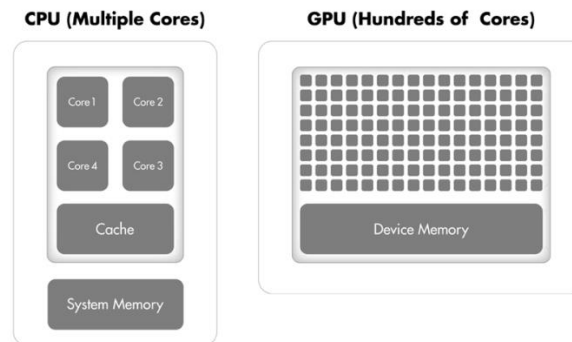 CPU (Multiple Cores)
GPU (Hundreds of Cores)
Core 1
Core 2
Core 4
Core 3
Cache
System Memory
Device Memory